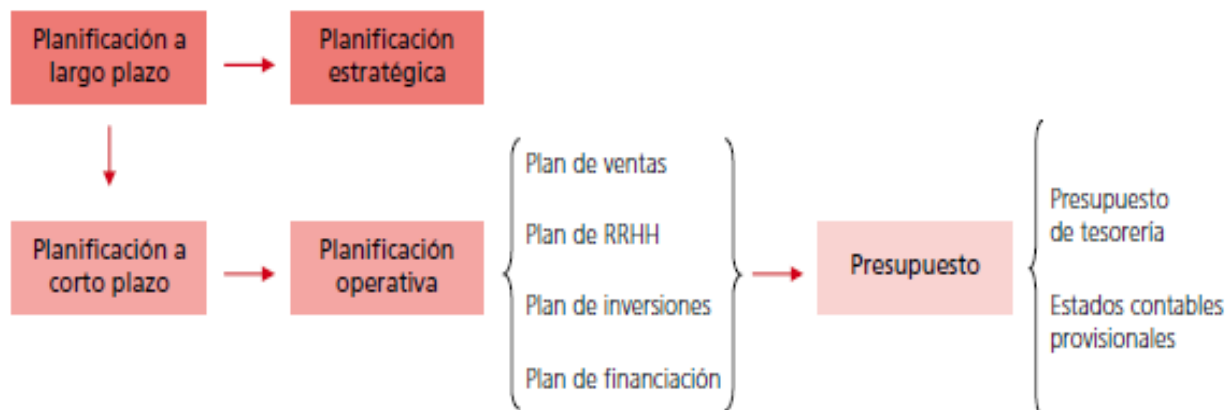 Planificación a
largo plazo
Planificación
estratégica
Planificación a
corto plazo
Planificación
operativa
Plan de ventas
Plan de RRHH
Plan de inversiones
Plan de financiación
Presupuesto
Presupuesto
de tesorería
Estados contables
provisionales